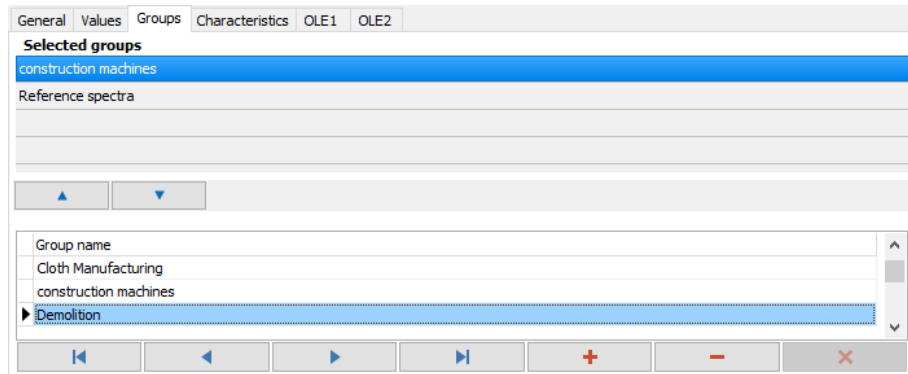 General Values Groups Characteristics OLE1 OLE2
Selected groups
construction machines
Reference spectra
Group name
Cloth Manufacturing
construction machines
Demolition